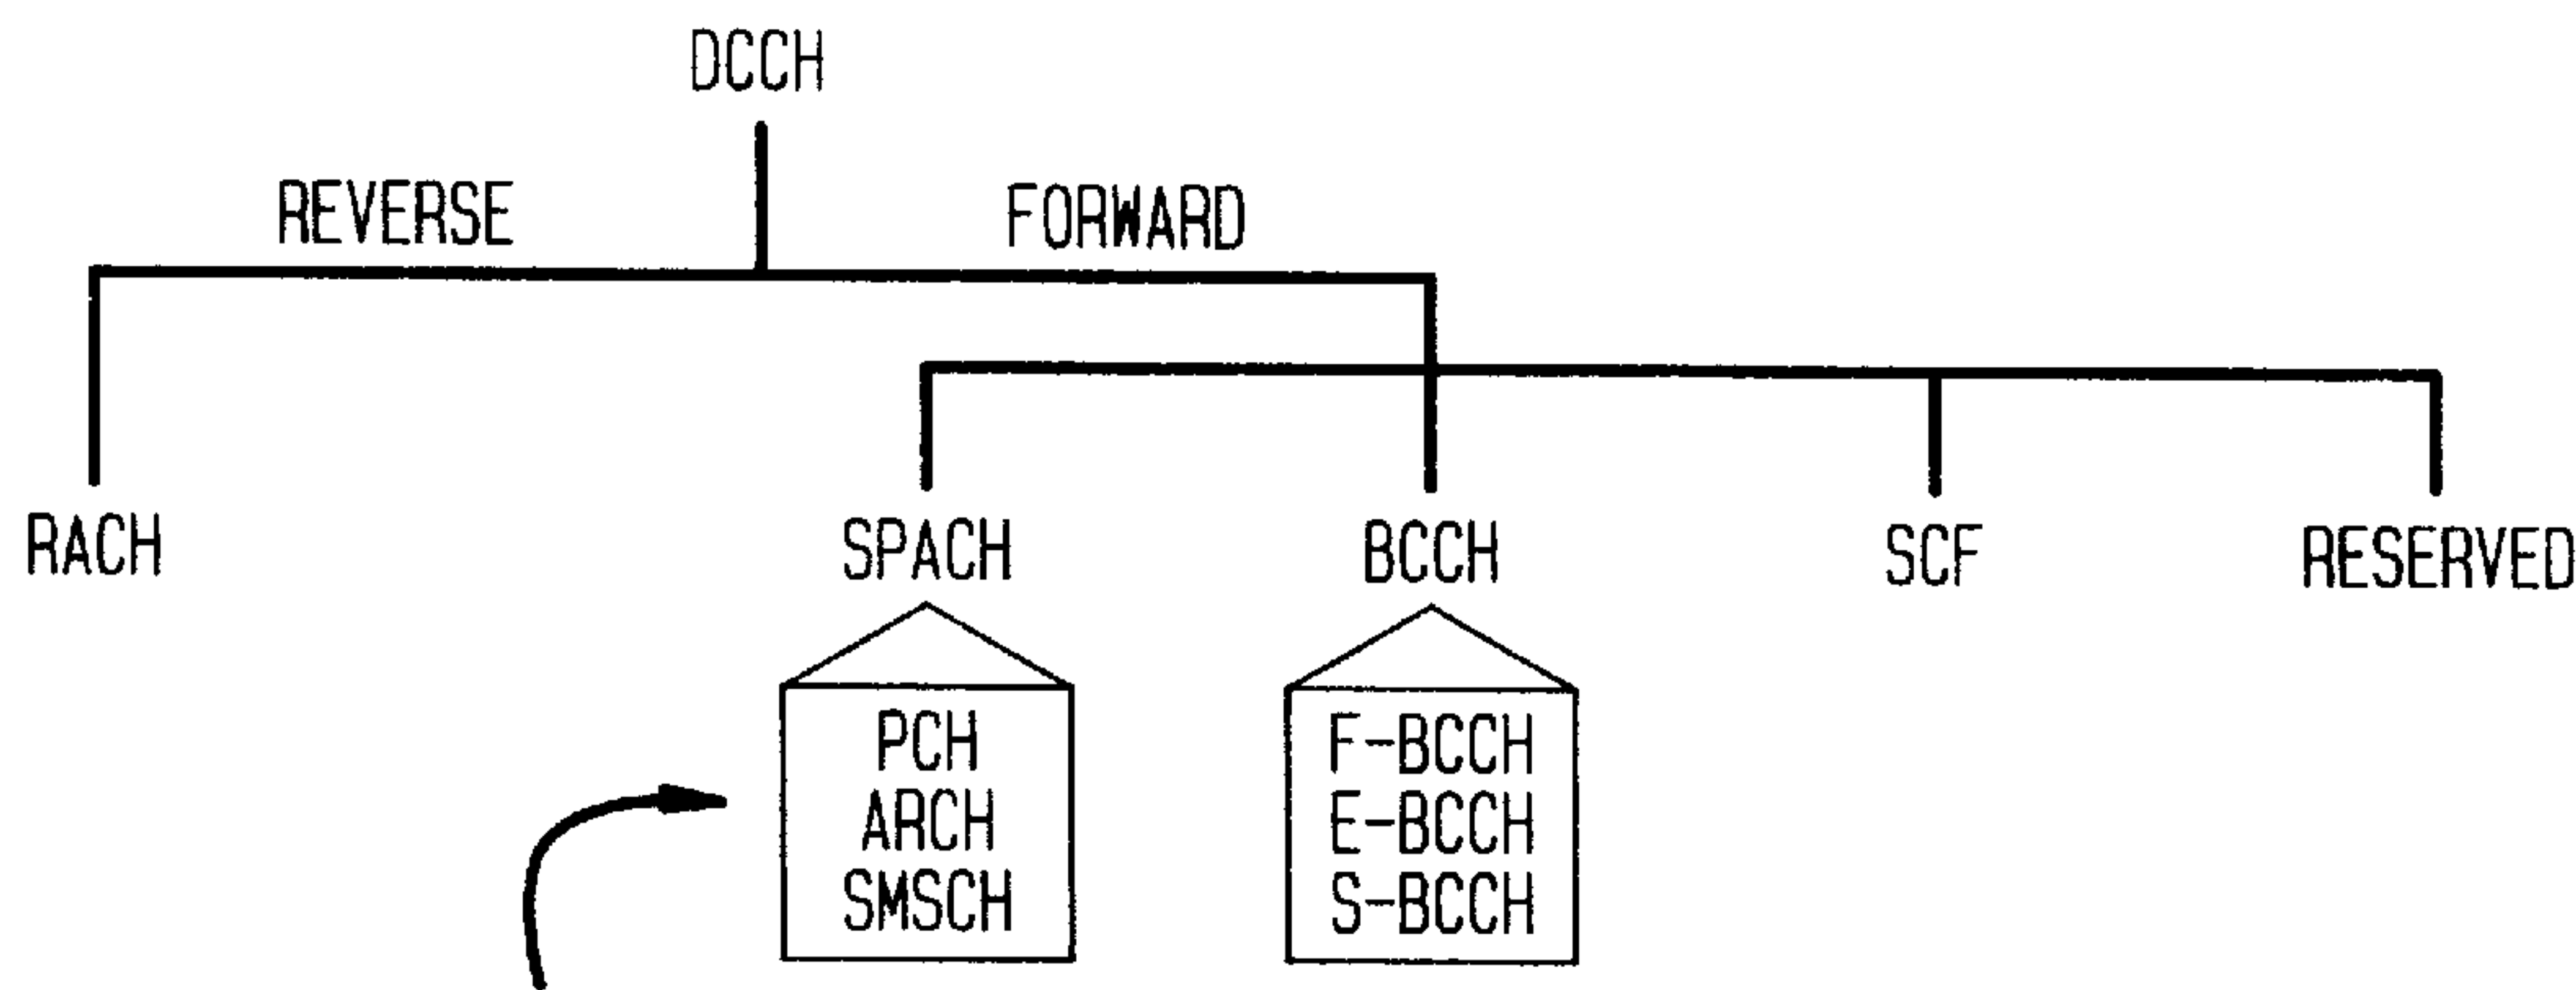 DCCH
REVERSE FORWARD
RACH SPACH BCCH SCF RESERVED
PCH
ARCH
SMSCH
F-BCCH
E-BCCH
S-BCCH